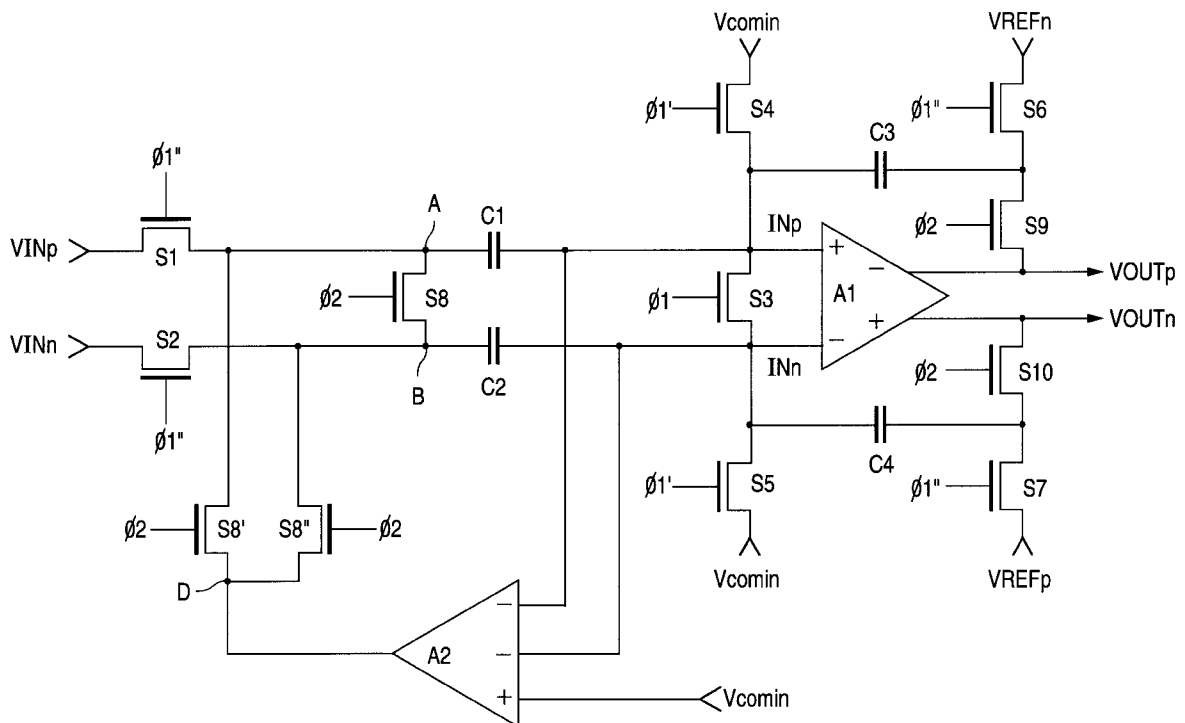 Vcomin VREFn
ø1' S4 ø1" S6
C3
ø1"
A C1 INp ø2 S9
VINp S1 + − VOUTp
ø2 S8 ø1 S3 A1
VINn S2 − + VOUTn
B C2 INn ø2 S10
ø1" C4
ø1' S5 ø1" S7
ø2 S8' S8" ø2
Vcomin VREFp
D
−
A2 −
+ Vcomin